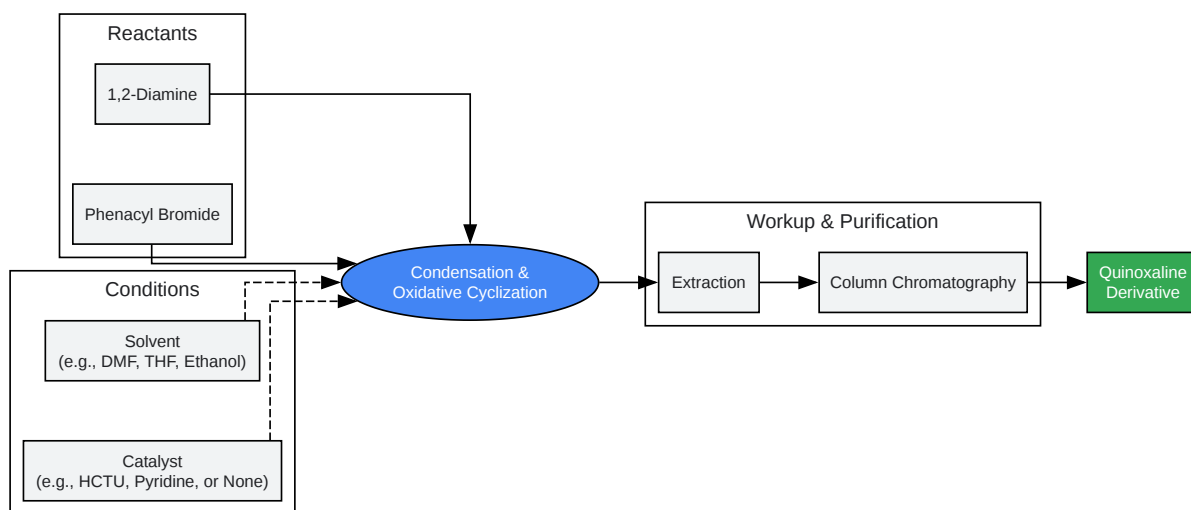 Reactants
1,2-Diamine
Phenacyl Bromide
Conditions
Solvent
(e.g., DMF, THF, Ethanol)
Catalyst
(e.g., HCTU, Pyridine, or None)
Condensation &
Oxidative Cyclization
Workup & Purification
Extraction
Column Chromatography
Quinoxaline
Derivative